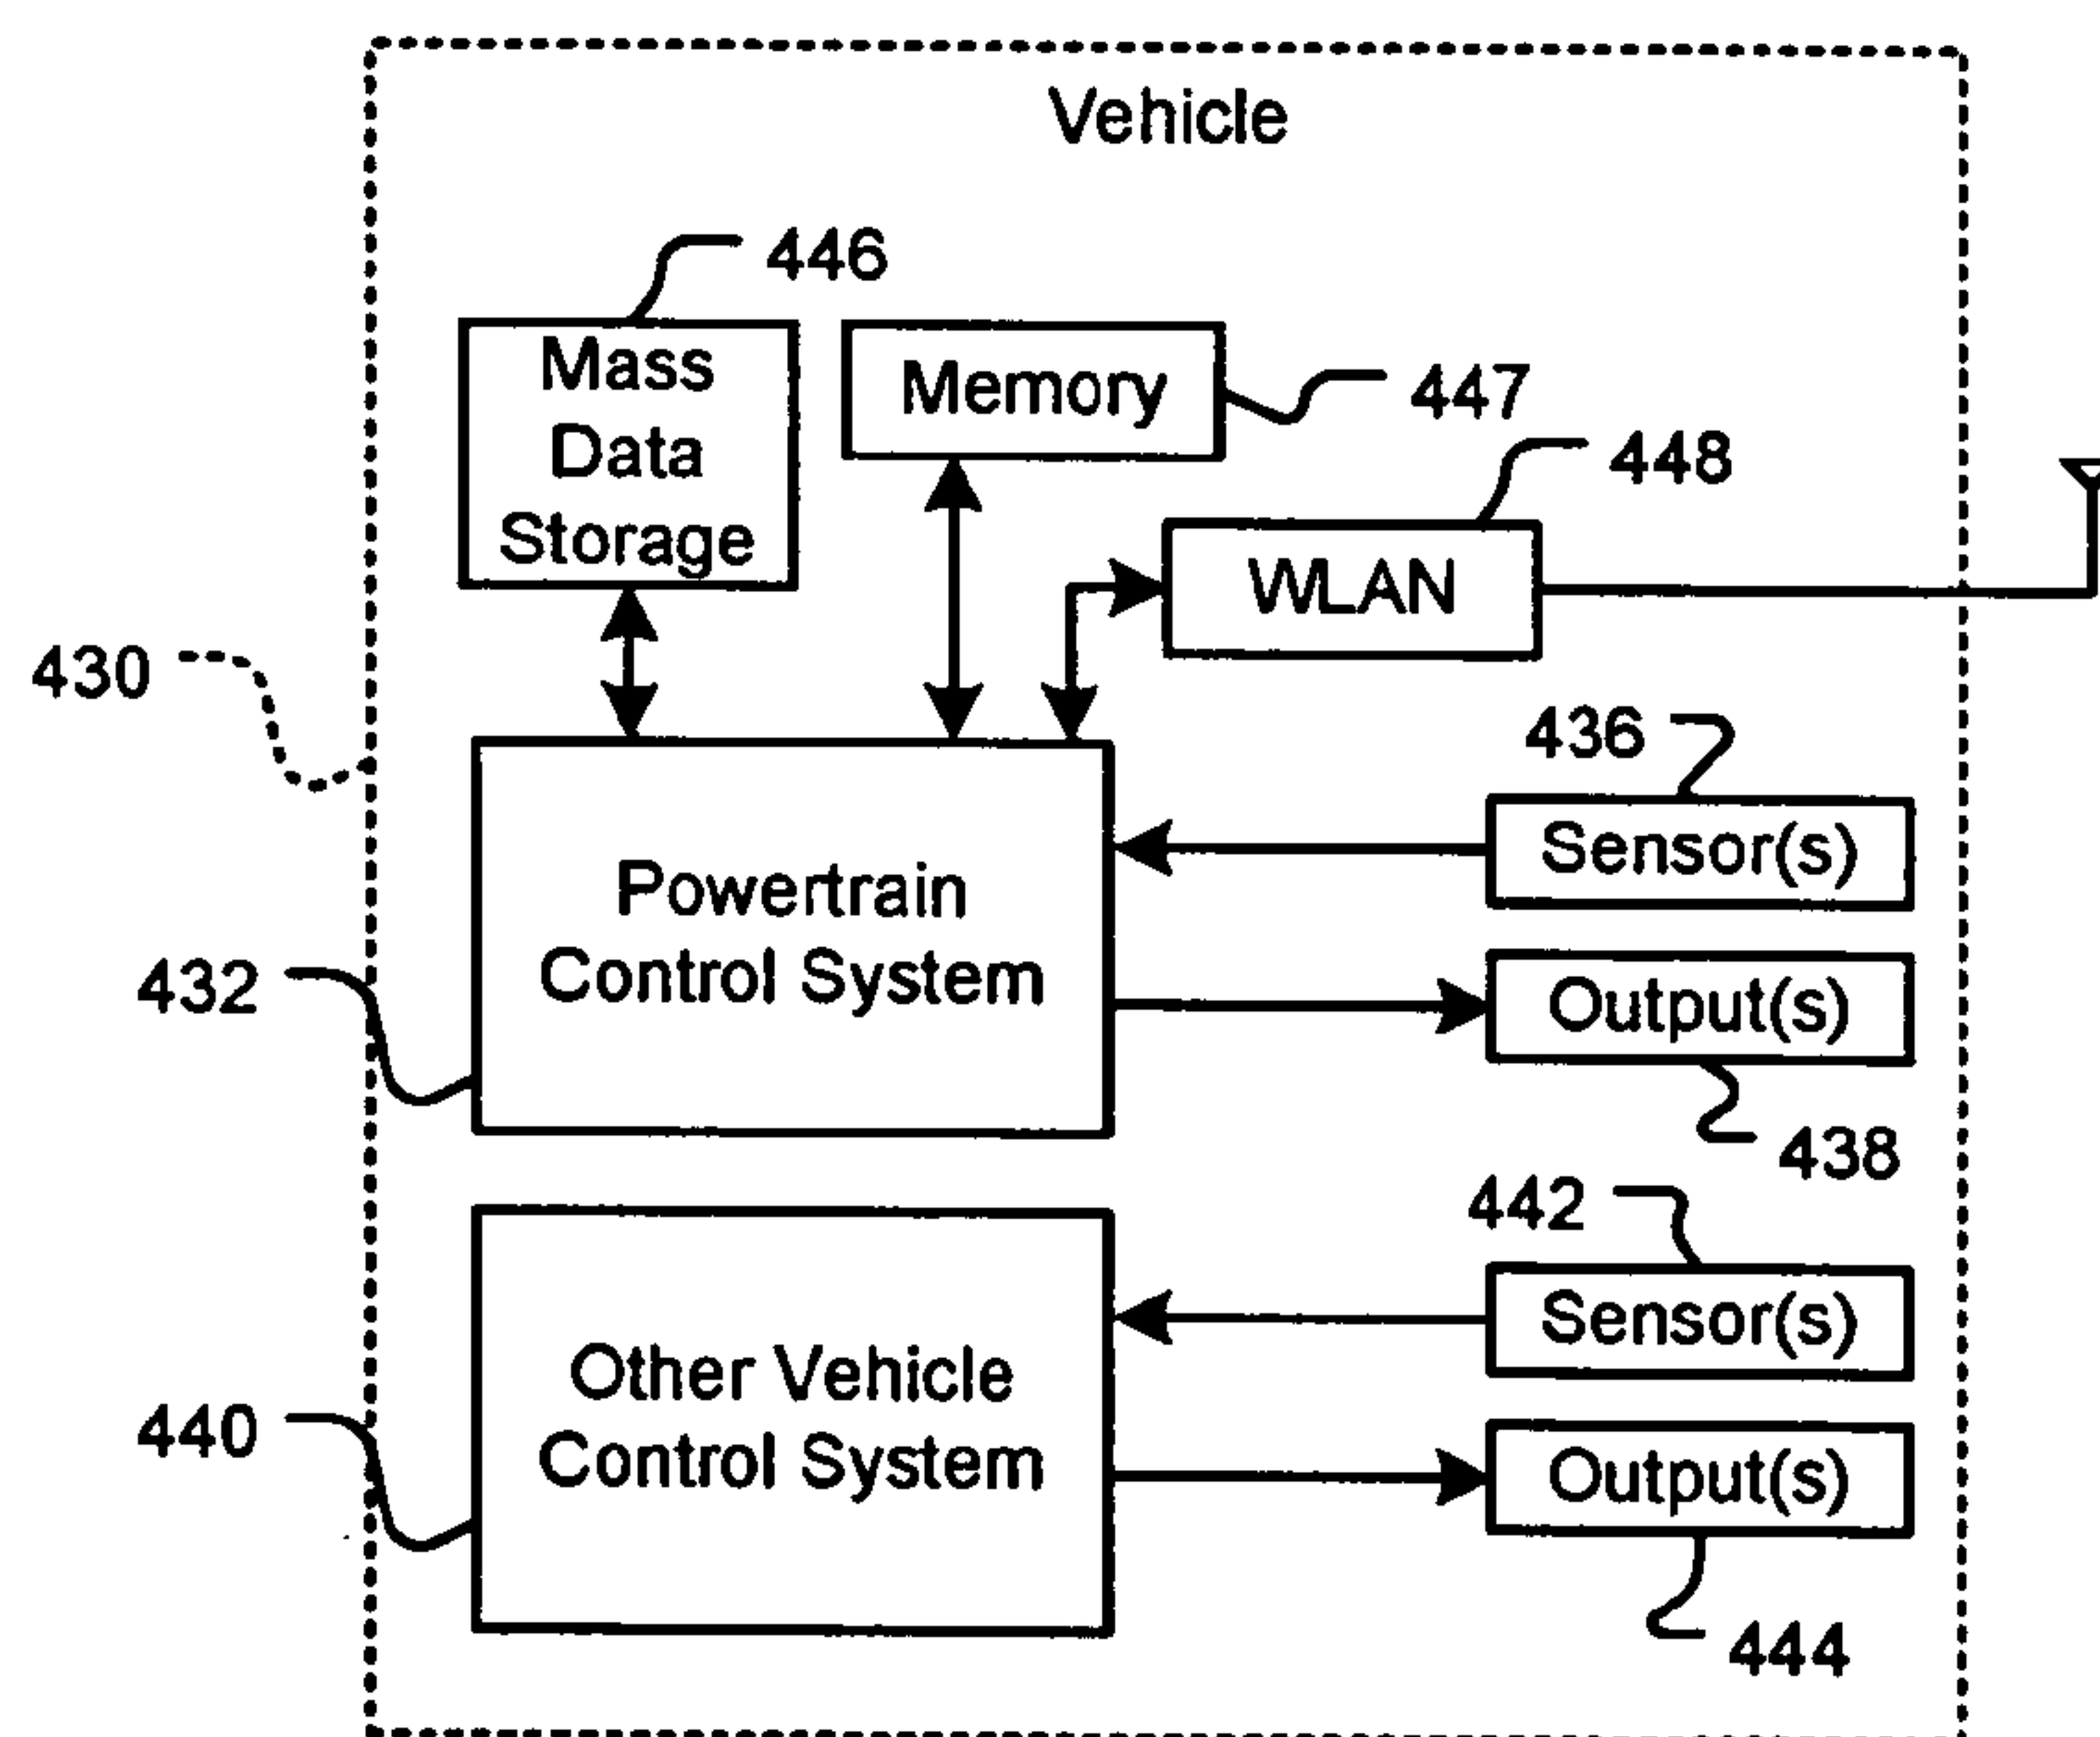 Vehicle
446
Mass
Data
Storage
Memory
447
448
WLAN
430
436
Sensor(s)
Powertrain
Control System
432
Output(s)
438
442
Sensor(s)
Other Vehicle
Control System
440
Output(s)
444